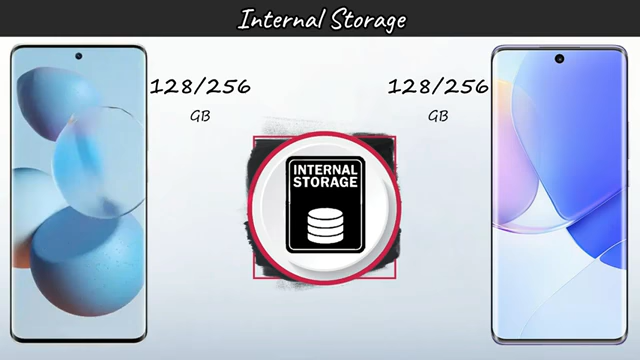 Internal Storage
128/256
GB
128/256
GB
INTERNAL
STORAGE